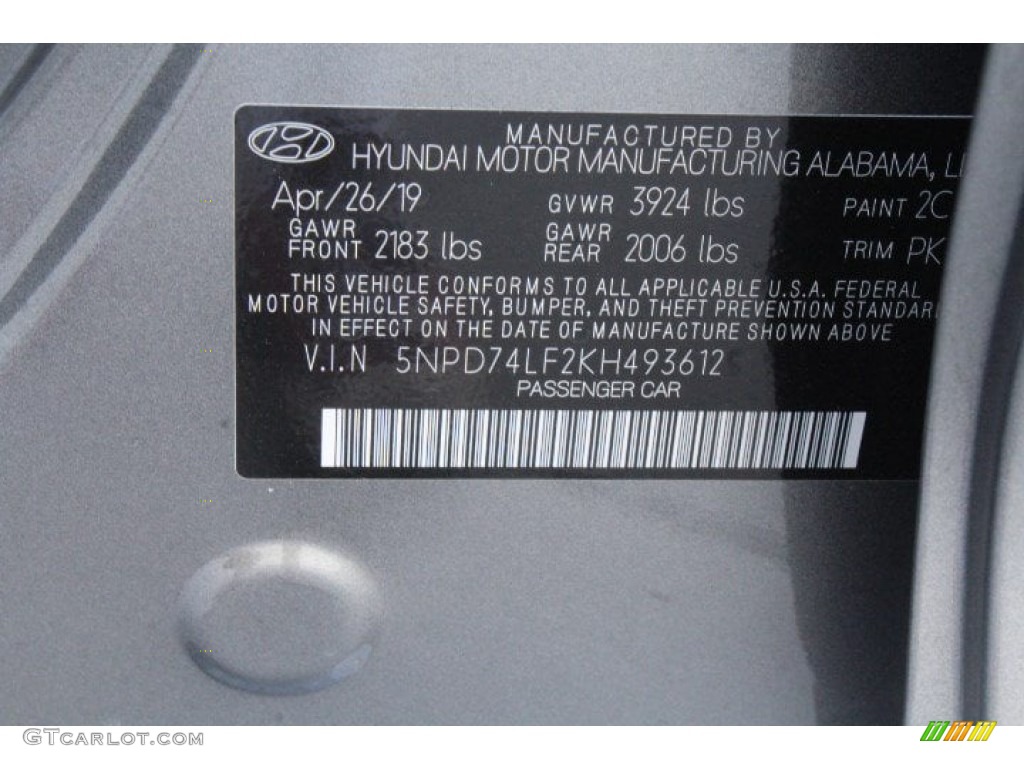 MANUFACTURED BY
HYUNDAI MOTOR MANUFACTURING ALABAMA,
Apr/26/19 GVWR 3924 lbs PAINT 2C
GAWR FRONT 2183 lbs GAWR REAR 2006 lbs TRIM PK
THIS VEHICLE CONFORMS TO ALL APPLICABLE U.S.A. FEDERAL
MOTOR VEHICLE SAFETY, BUMPER, AND THEFT PREVENTION STANDAR
IN EFFECT ON THE DATE OF MANUFACTURE SHOWN ABOVE
V.I.N 5NPD74LF2KH493612
PASSENGER CAR
GTCarLot.com